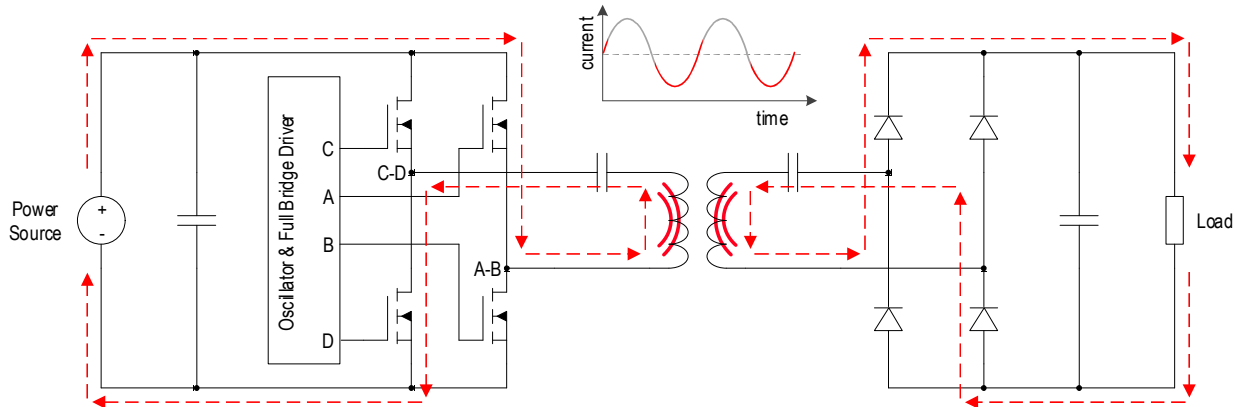 current
time
Oscillator & Full Bridge Driver
C
C-D
A
Power
Source
+
-
B
A-B
D
Load